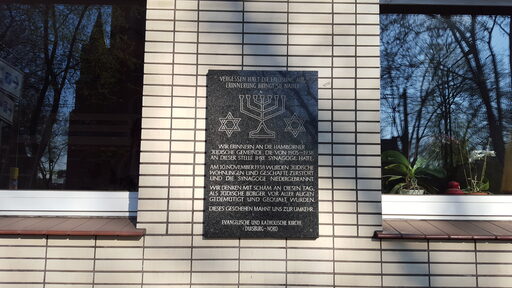 VERGESSEN HÄLT DIE ERLÖSUNG AUF,
ERINNERUNG BRINGT SIE NAHE!
WIR ERINNERN AN DIE HAMBORNER
JÜDISCHE GEMEINDE, DIE VON 1905-1938
AN DIESER STELLE IHRE SYNAGOGE HATTE.
AM 10. NOVEMBER 1938 WURDEN JÜDISCHE
WOHNUNGEN UND GESCHÄFTE ZERSTÖRT
UND DIE SYNAGOGE NIEDERGEBRANNT.
WIR DENKEN MIT SCHAM AN DIESEN TAG,
ALS JÜDISCHE BÜRGER VOR ALLER AUGEN
GEDEMÜTIGT UND GEQUÄLT WURDEN.
DIESES GESCHEHEN MAHNT UNS ZUR UMKEHR.
EVANGELISCHE UND KATHOLISCHE KIRCHE
-DUISBURG - NORD